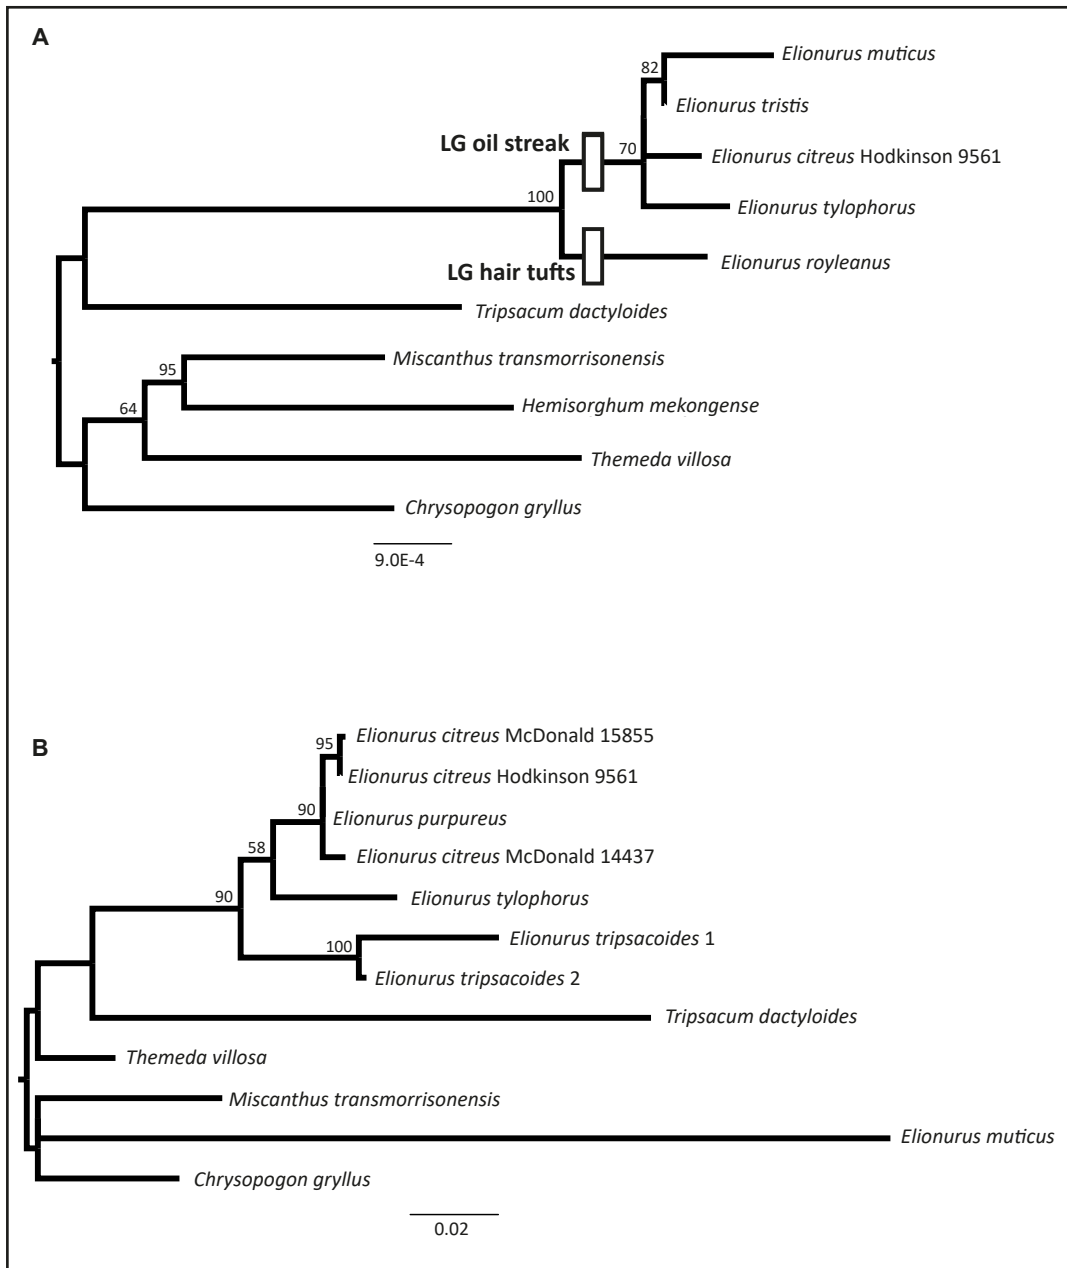 A
Elionurus muticus
82
Elionurus tristis
LG oil streak
70
Elionurus citreus Hodkinson 9561
100
Elionurus tylophorus
LG hair tufts
Elionurus royleanus
Tripsacum dactyloides
Miscanthus transmorrisonensis
95
Hemisorghum mekongense
64
Themeda villosa
Chrysopogon gryllus
9.0E-4
B
Elionurus citreus McDonald 15855
95
Elionurus citreus Hodkinson 9561
90
Elionurus purpureus
58
Elionurus citreus McDonald 14437
90
Elionurus tylophorus
Elionurus tripsacoides 1
100
Elionurus tripsacoides 2
Tripsacum dactyloides
Themeda villosa
Miscanthus transmorrisonensis
Elionurus muticus
Chrysopogon gryllus
0.02